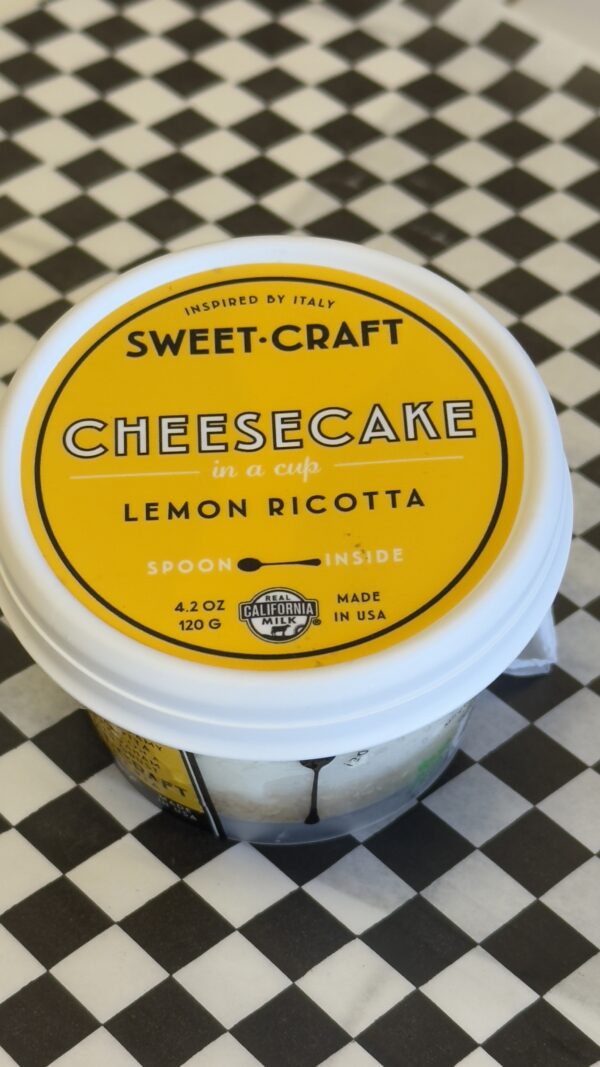 INSPIRED BY ITALY
SWEET·CRAFT
CHEESECAKE
in a cup
LEMON RICOTTA
SPOON INSIDE
4.2 OZ
120 G
REAL
CALIFORNIA
MILK
®
MADE
IN USA